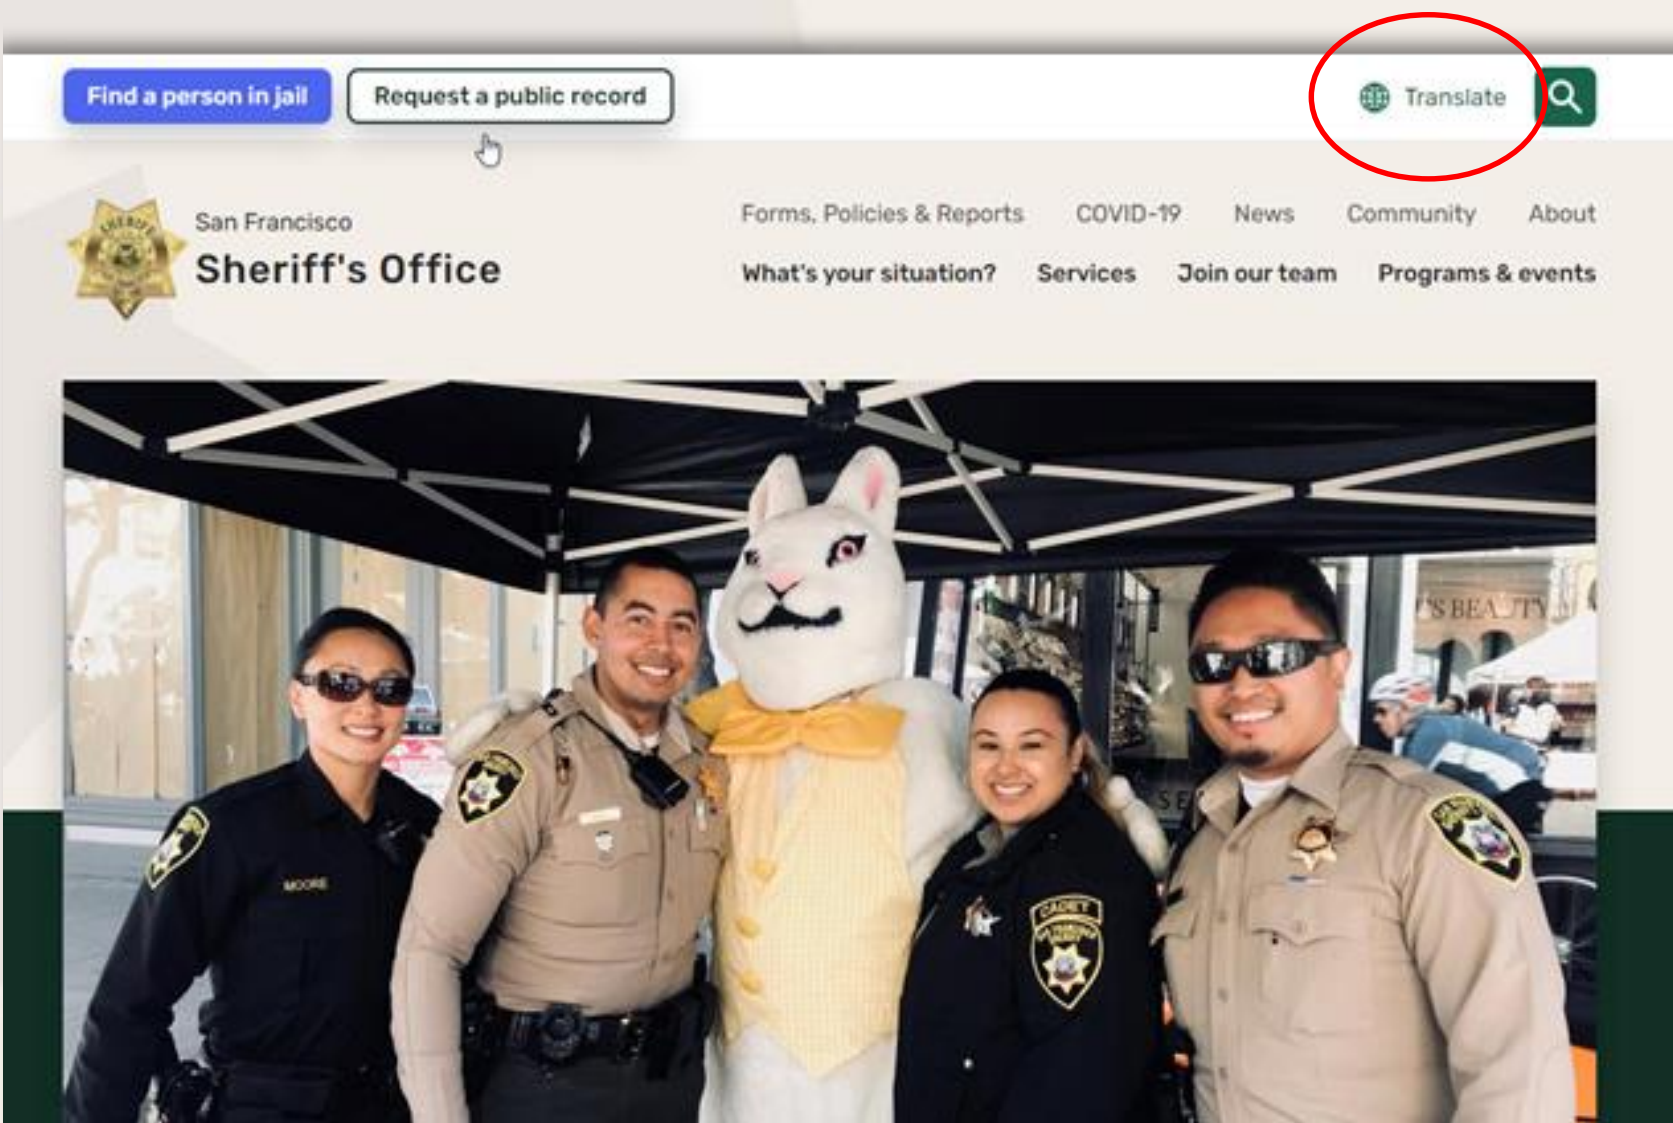 Find a person in jail
Request a public record
Translate
SHERIFF
San Francisco
Sheriff's Office
Forms, Policies & Reports
COVID-19
News
Community
About
What's your situation?
Services
Join our team
Programs & events
MOORE
CADET